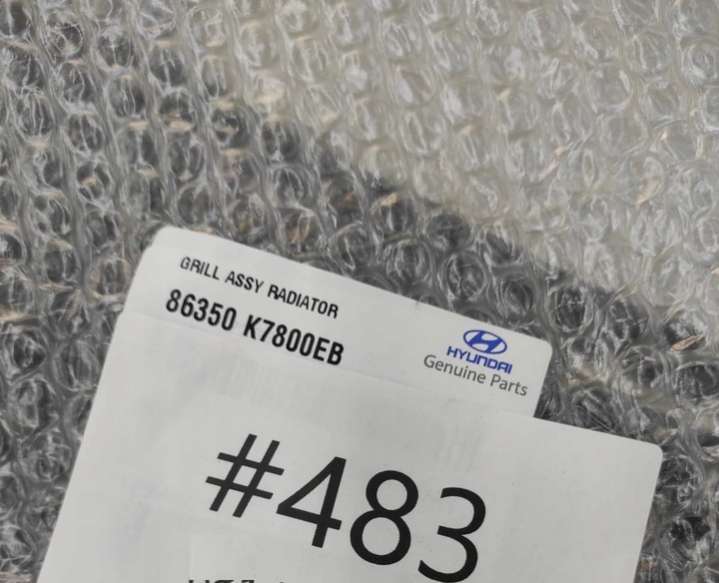 GRILL ASSY RADIATOR
86350 K7800EB
HYUNDAI
Genuine Parts
#483